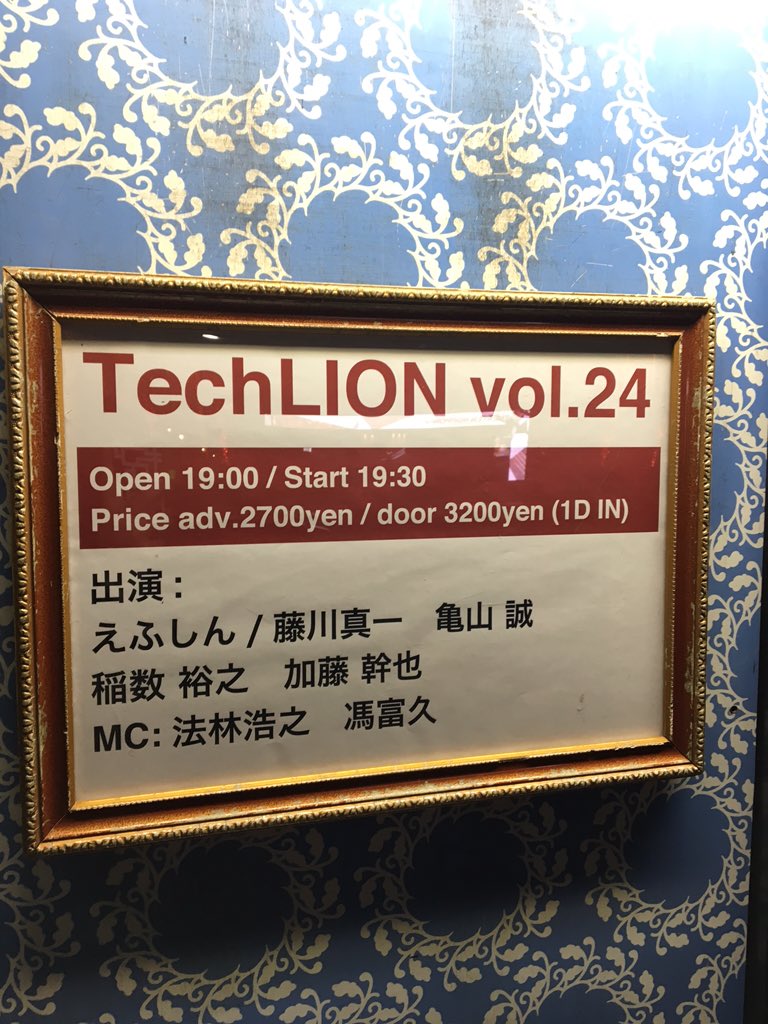 TechLION vol.24
Open 19:00 / Start 19:30
Price adv.2700yen / door 3200yen (1D IN)
出演 :
えふしん / 藤川真一　亀山 誠
稲数 裕之　加藤 幹也
MC: 法林浩之　馮富久